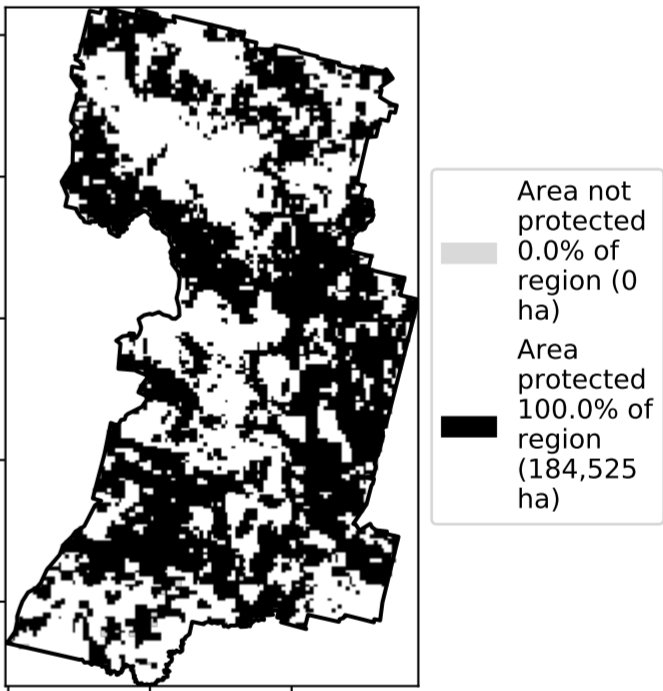 Area not
protected
0.0% of
region (0
ha)
Area
protected
100.0% of
region
(184,525
ha)